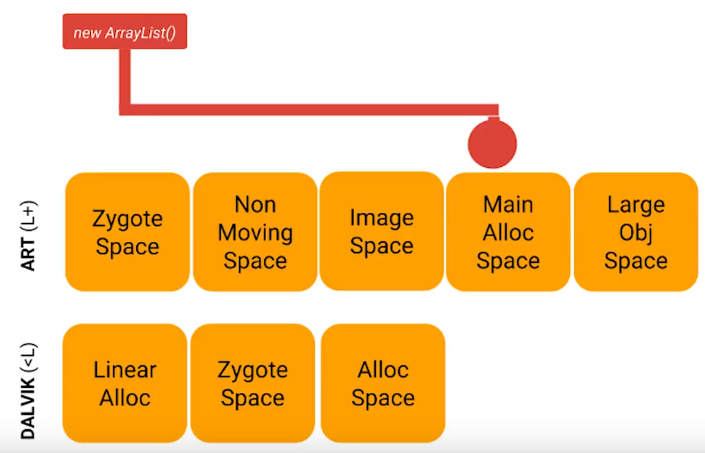 new ArrayList()
ART (L+)
Zygote
Space
Non
Moving
Space
Image
Space
Main
Alloc
Space
Large
Obj
Space
DALVIK (<L)
Linear
Alloc
Zygote
Space
Alloc
Space